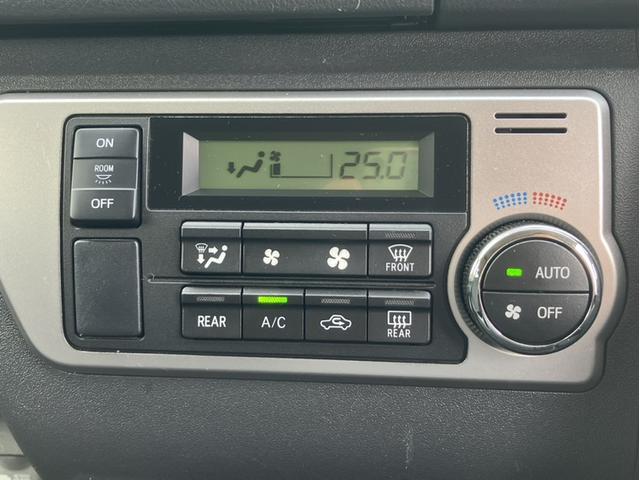 ON
ROOM
OFF
25.0
FRONT
REAR
A/C
REAR
AUTO
OFF